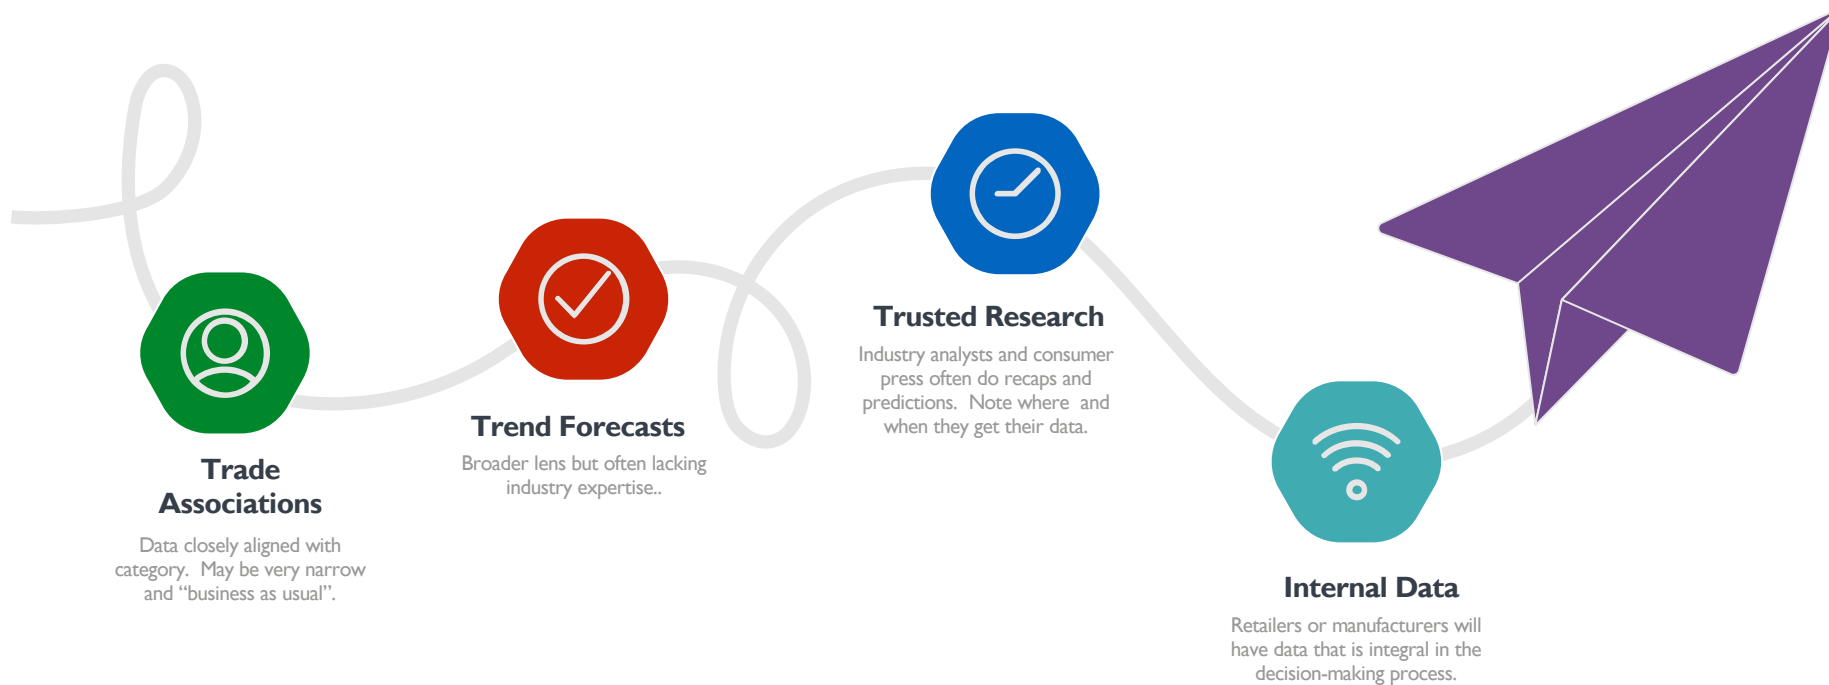 Trade
Associations
Data closely aligned with
category.  May be very narrow
and “business as usual”.
Trend Forecasts
Broader lens but often lacking
industry expertise..
Trusted Research
Industry analysts and consumer
press often do recaps and
predictions.  Note where  and
when they get their data.
Internal Data
Retailers or manufacturers will
have data that is integral in the
decision-making process.